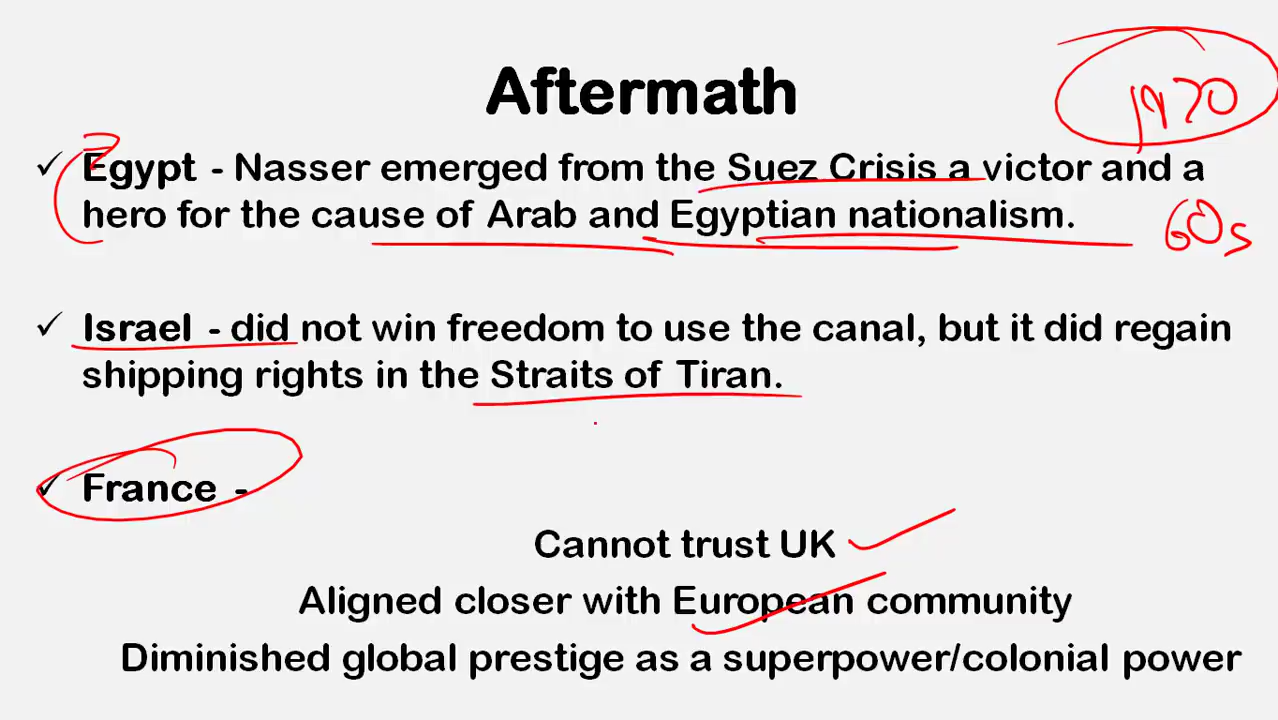 Aftermath
1970
✓ Egypt - Nasser emerged from the Suez Crisis a victor and a
hero for the cause of Arab and Egyptian nationalism.
60s
✓ Israel - did not win freedom to use the canal, but it did regain
shipping rights in the Straits of Tiran.
✓ France -
Cannot trust UK
Aligned closer with European community
Diminished global prestige as a superpower/colonial power